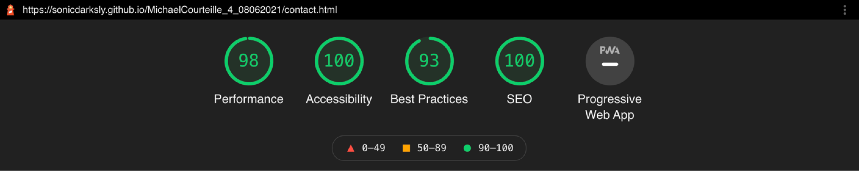 https://sonicdarksly.github.io/MichaelCourteille_4_08062021/contact.html
98
100
93
100
PWA
Performance
Accessibility
Best Practices
SEO
Progressive
Web App
0–49
50–89
90–100